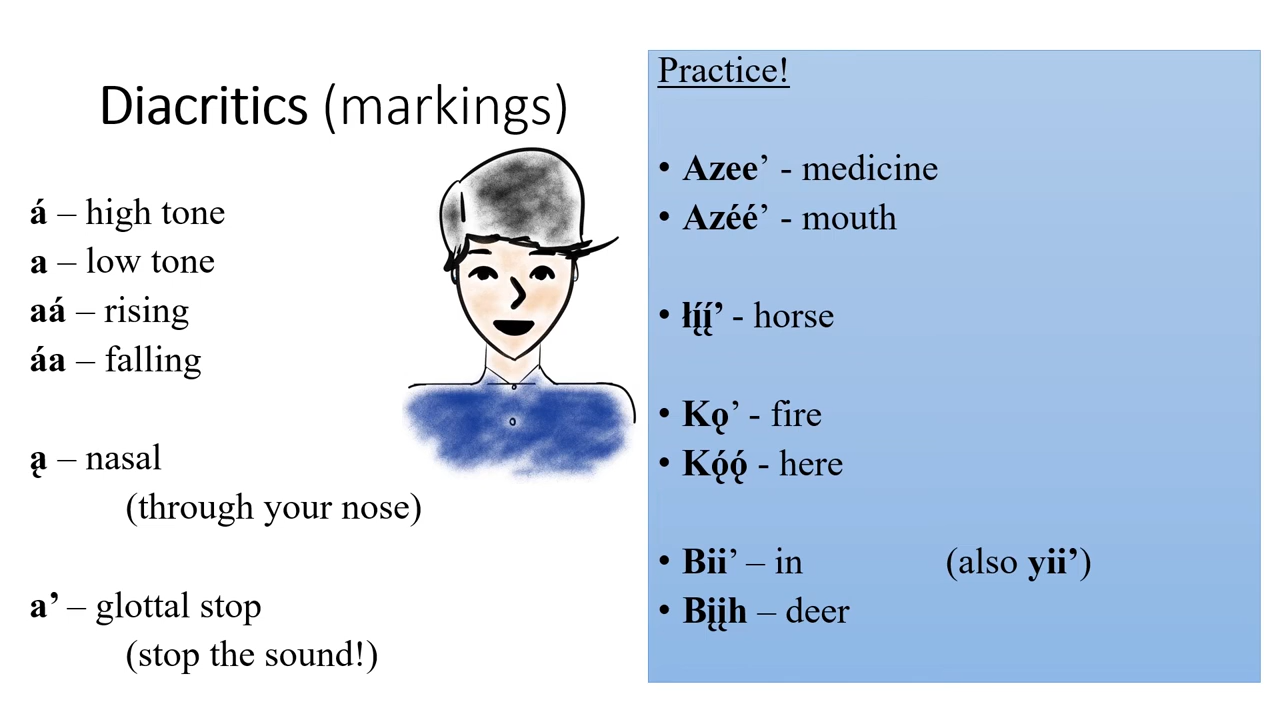 Diacritics (markings)
á – high tone
a – low tone
aá – rising
áa – falling
ą – nasal
(through your nose)
a’ – glottal stop
(stop the sound!)
Practice!
• Azee’ - medicine
• Azéé’ - mouth
• łį́į́’ - horse
• Kǫ’ - fire
• Kǫ́ǫ́ - here
• Bii’ – in (also yii’)
• Bįįh – deer